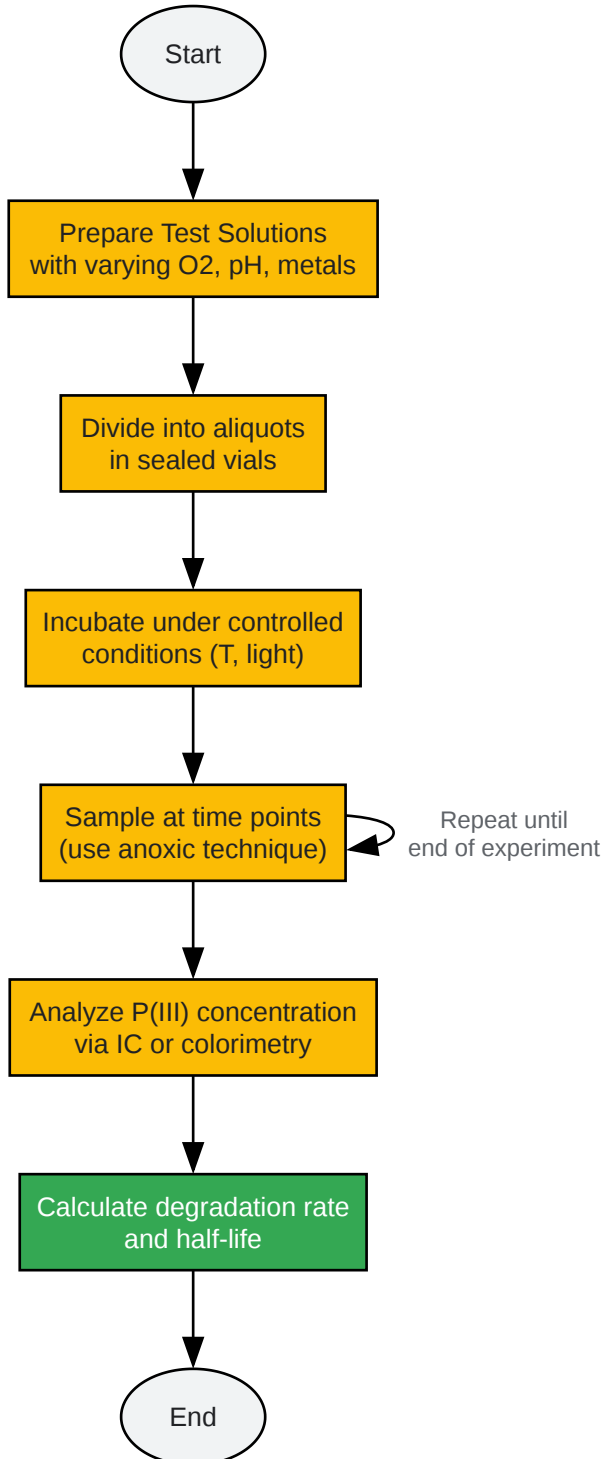 Start
Prepare Test Solutions
with varying O2, pH, metals
Divide into aliquots
in sealed vials
Incubate under controlled
conditions (T, light)
Sample at time points
(use anoxic technique)
Repeat until
end of experiment
Analyze P(III) concentration
via IC or colorimetry
Calculate degradation rate
and half-life
End